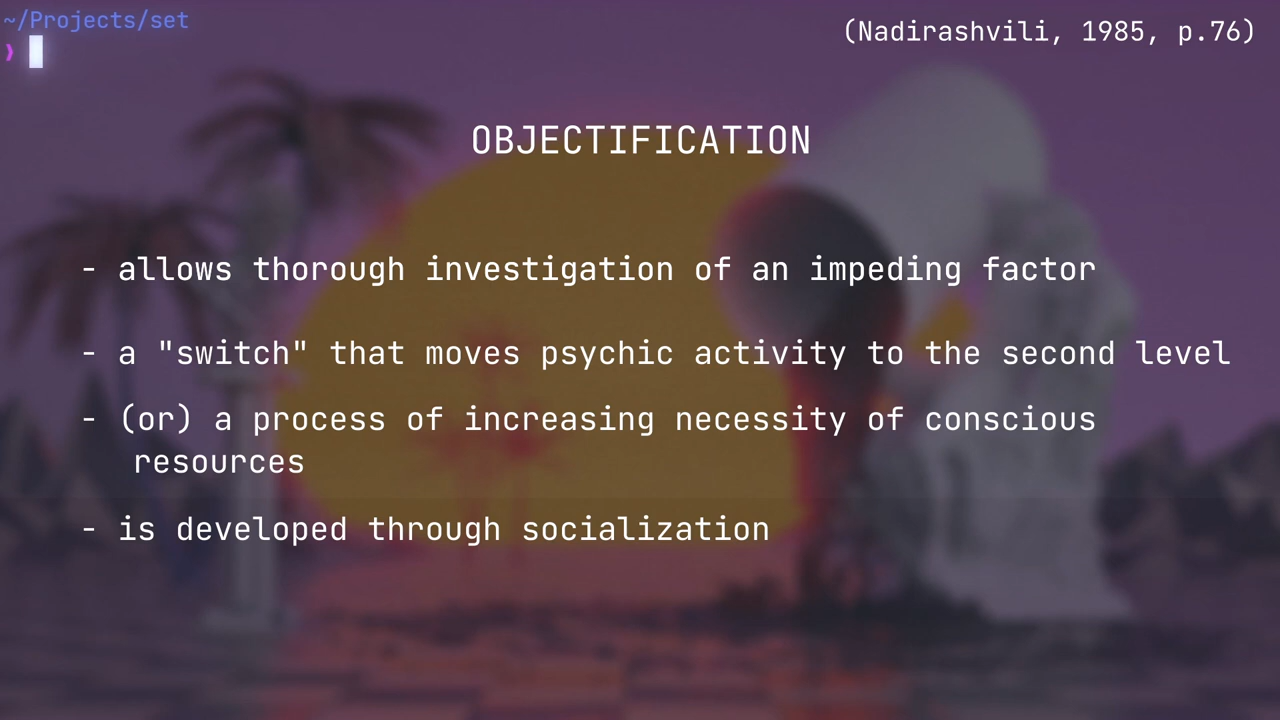 ~/Projects/set
❯
(Nadirashvili, 1985, p.76)
OBJECTIFICATION
- allows thorough investigation of an impeding factor
- a "switch" that moves psychic activity to the second level
- (or) a process of increasing necessity of conscious
resources
- is developed through socialization